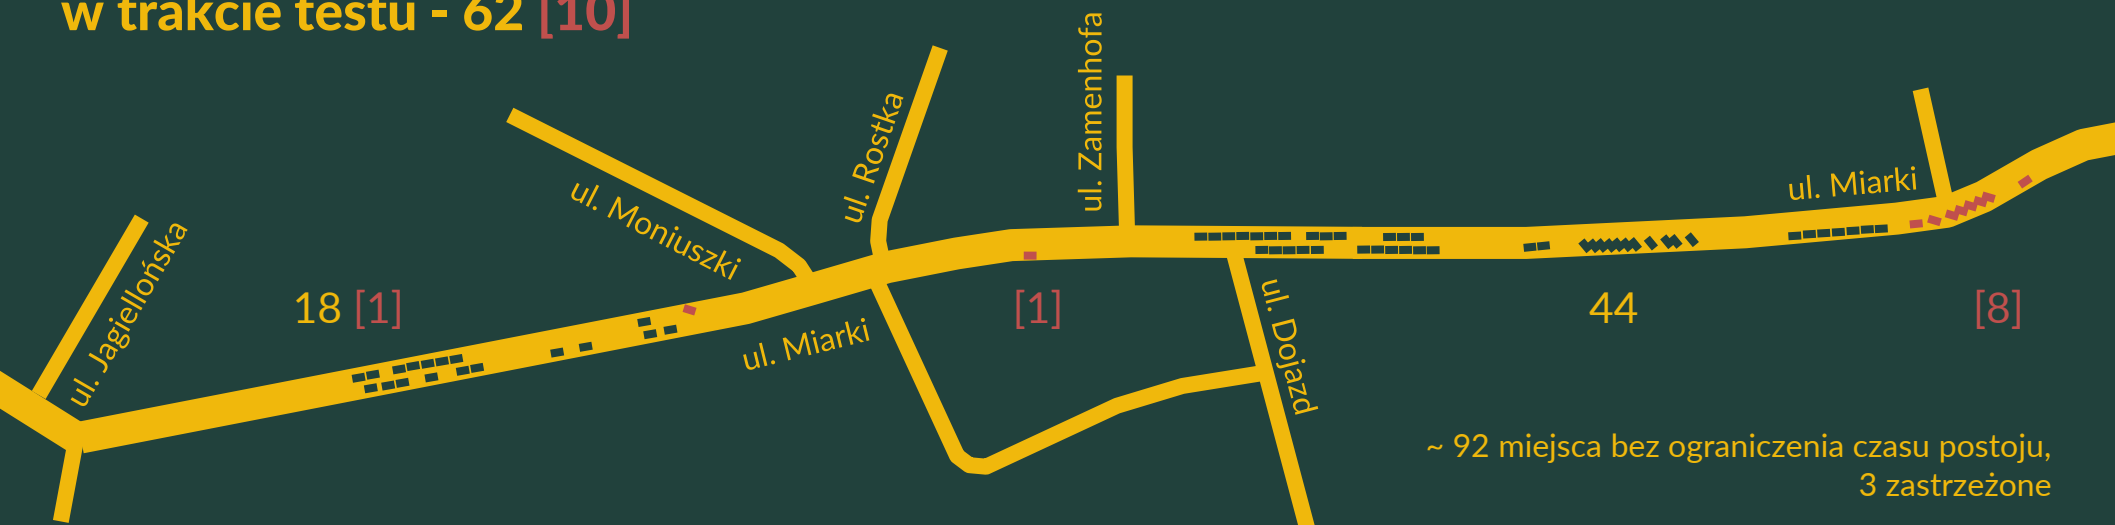 w trakcie testu - 62 [10]
ul. Jagiellońska
18 [1]
ul. Moniuszki
ul. Rostka
ul. Miarki
[1]
ul. Zamenhofa
ul. Dojazd
44
ul. Miarki
[8]
~ 92 miejsca bez ograniczenia czasu postoju,
3 zastrzeżone